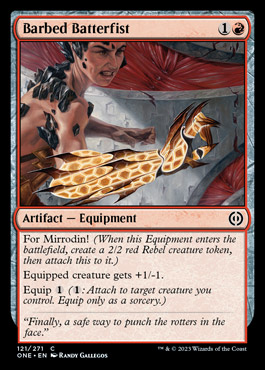 Barbed Batterfist 1
Artifact — Equipment
For Mirrodin! (When this Equipment enters the
battlefield, create a 2/2 red Rebel creature token,
then attach this to it.)
Equipped creature gets +1/-1.
Equip 1 (1: Attach to target creature you
control. Equip only as a sorcery.)
“Finally, a safe way to punch the rotters in the
face.”
121/271 C
ONE • EN Randy Gallegos
™ & © 2023 Wizards of the Coast